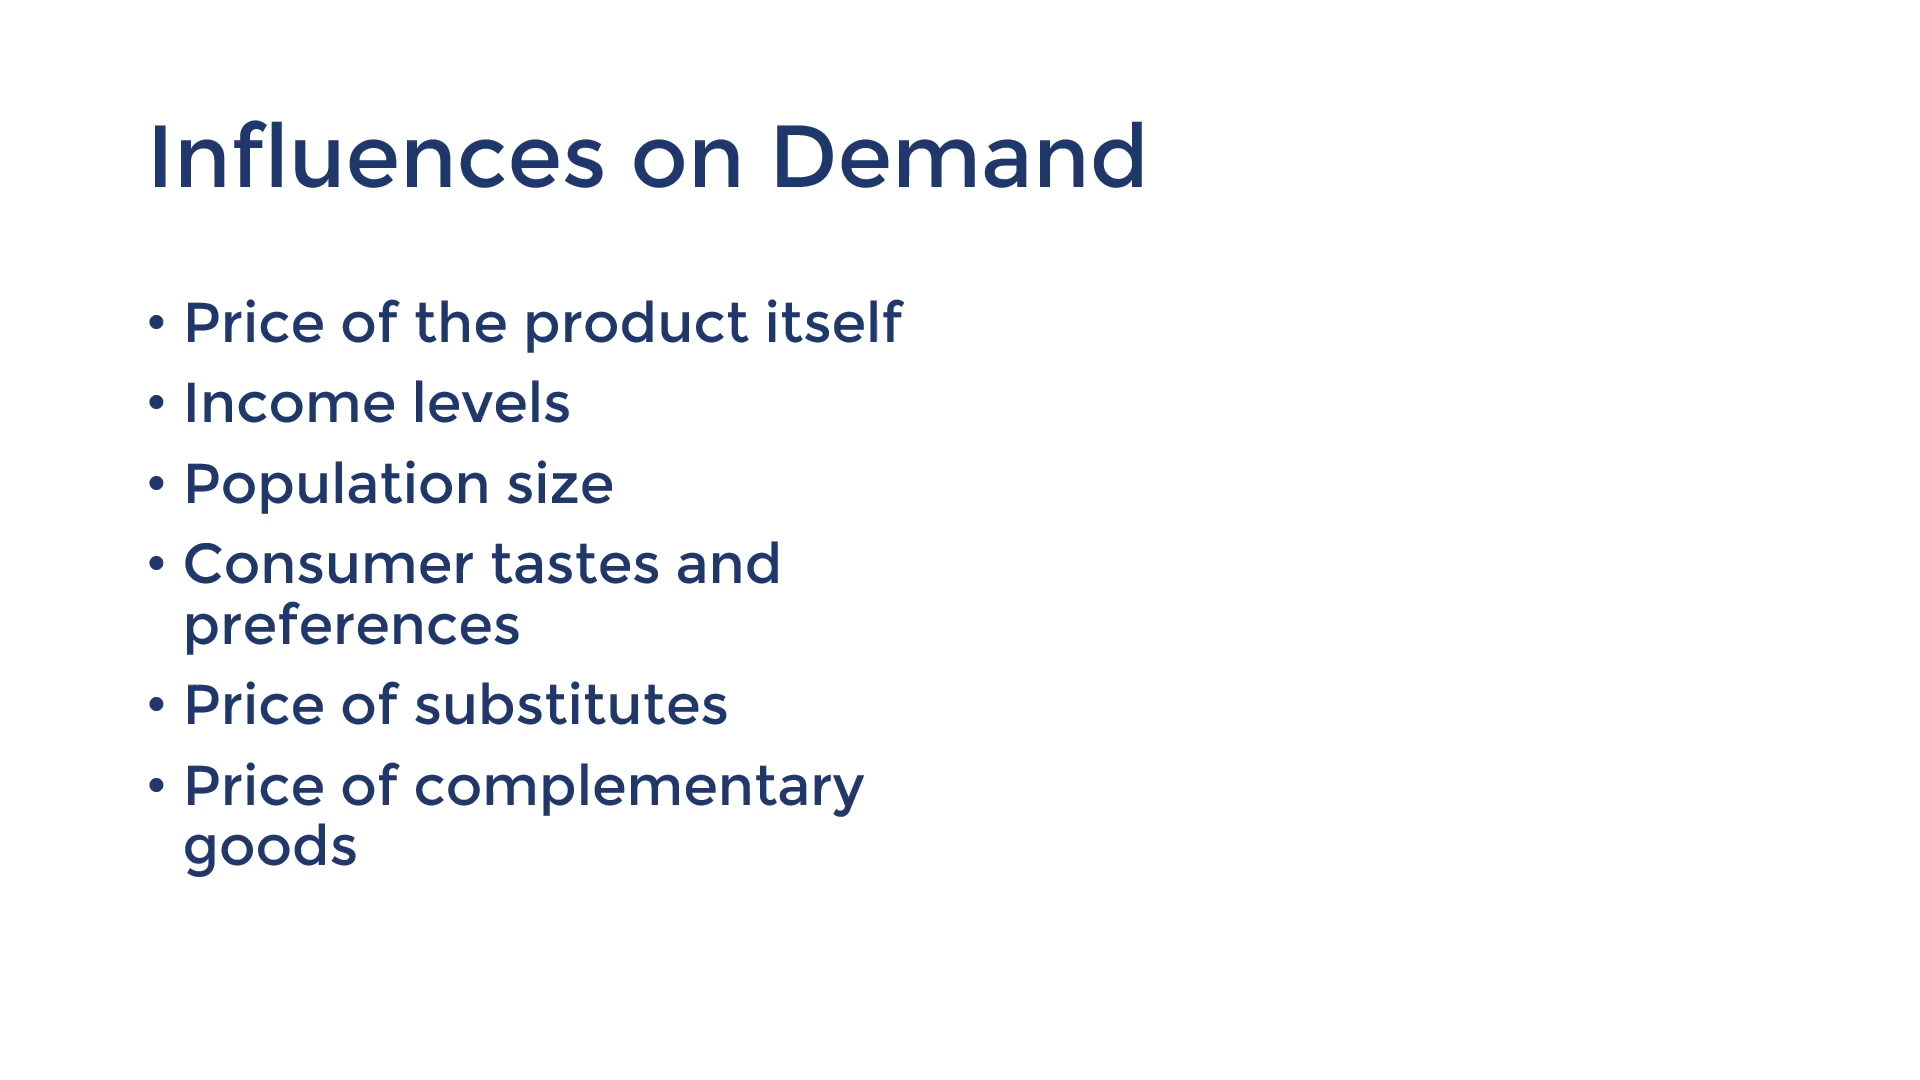 Influences on Demand
• Price of the product itself
• Income levels
• Population size
• Consumer tastes and
preferences
• Price of substitutes
• Price of complementary
goods